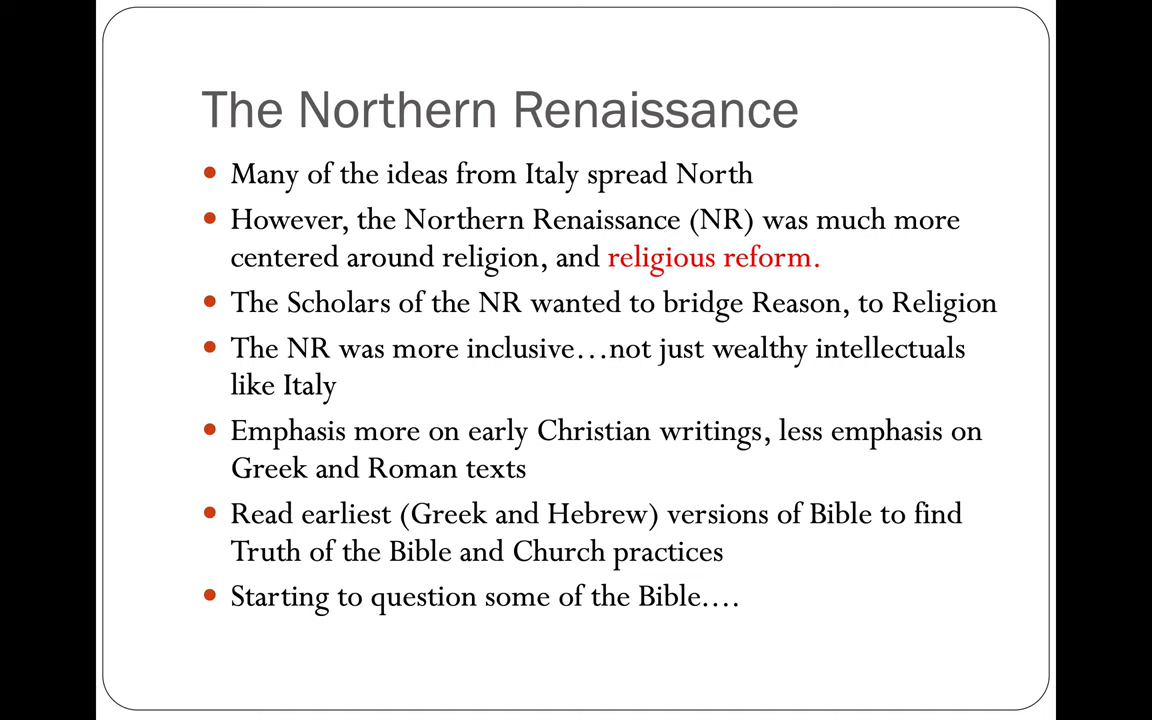 The Northern Renaissance
• Many of the ideas from Italy spread North
• However, the Northern Renaissance (NR) was much more
centered around religion, and religious reform.
• The Scholars of the NR wanted to bridge Reason, to Religion
• The NR was more inclusive…not just wealthy intellectuals
like Italy
• Emphasis more on early Christian writings, less emphasis on
Greek and Roman texts
• Read earliest (Greek and Hebrew) versions of Bible to find
Truth of the Bible and Church practices
• Starting to question some of the Bible….